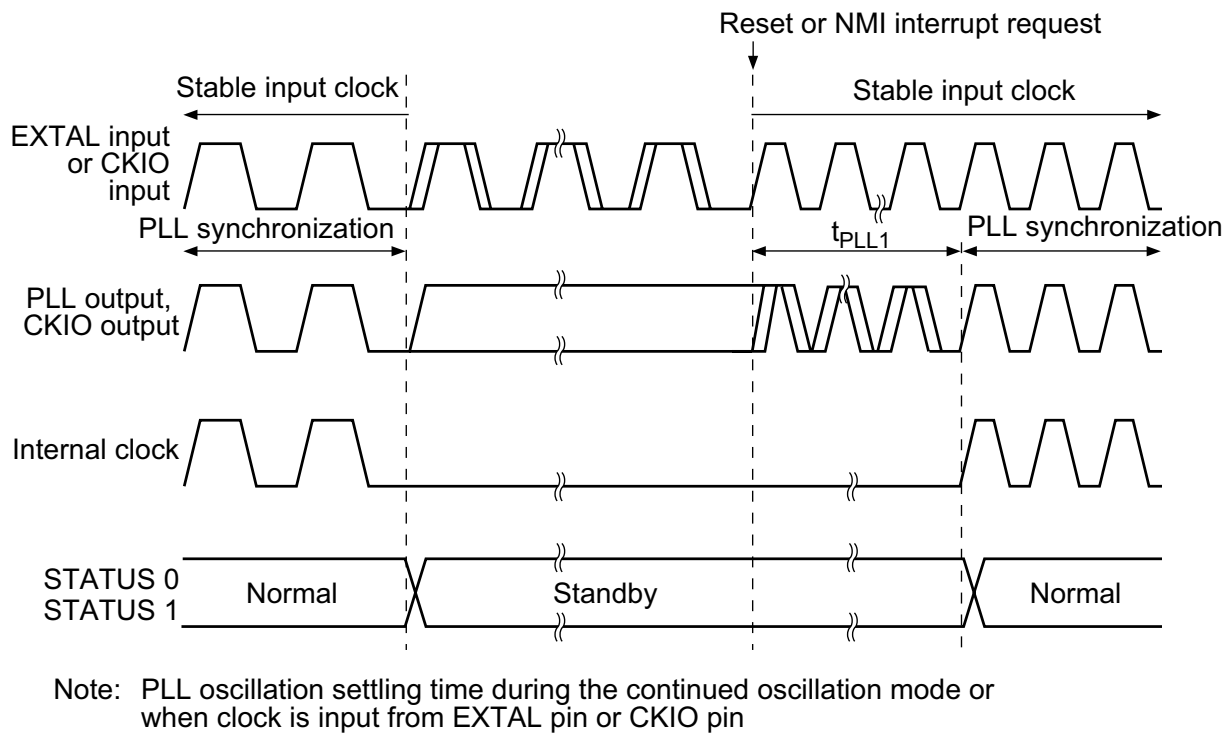 Reset or NMI interrupt request
Stable input clock
Stable input clock
EXTAL input
or CKIO
input
PLL synchronization
tPLL1
PLL synchronization
PLL output,
CKIO output
Internal clock
STATUS 0
STATUS 1
Normal
Standby
Normal
Note: PLL oscillation settling time during the continued oscillation mode or
when clock is input from EXTAL pin or CKIO pin